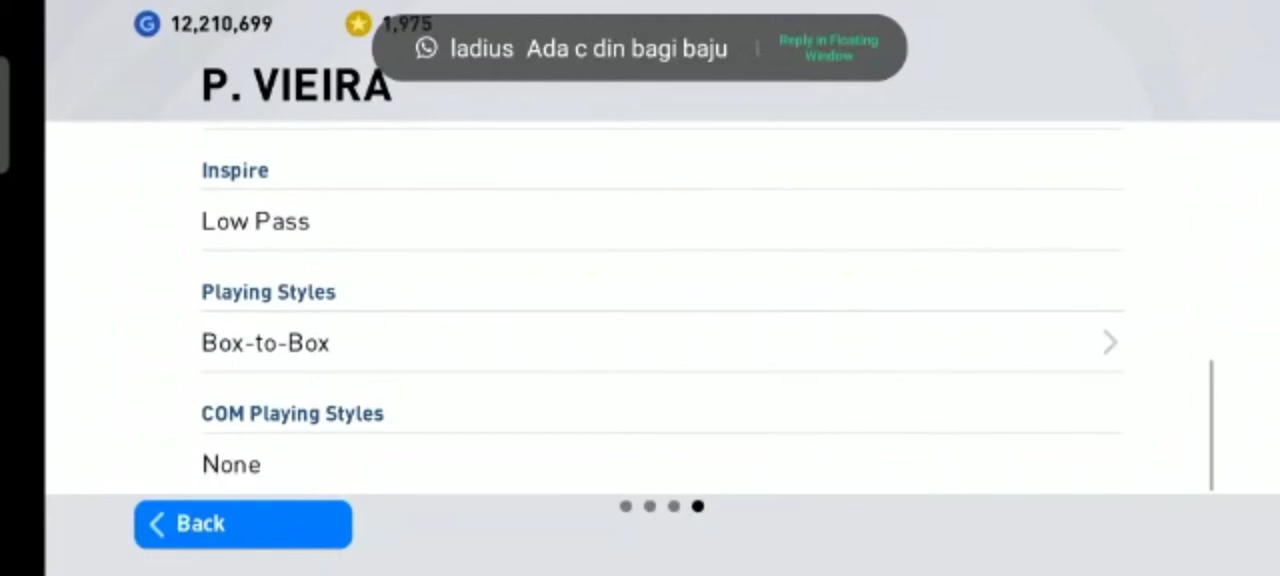 12,210,699
1,975
ladius Ada c din bagi baju
Reply in Floating
Window
P. VIEIRA
Inspire
Low Pass
Playing Styles
Box-to-Box
COM Playing Styles
None
Back